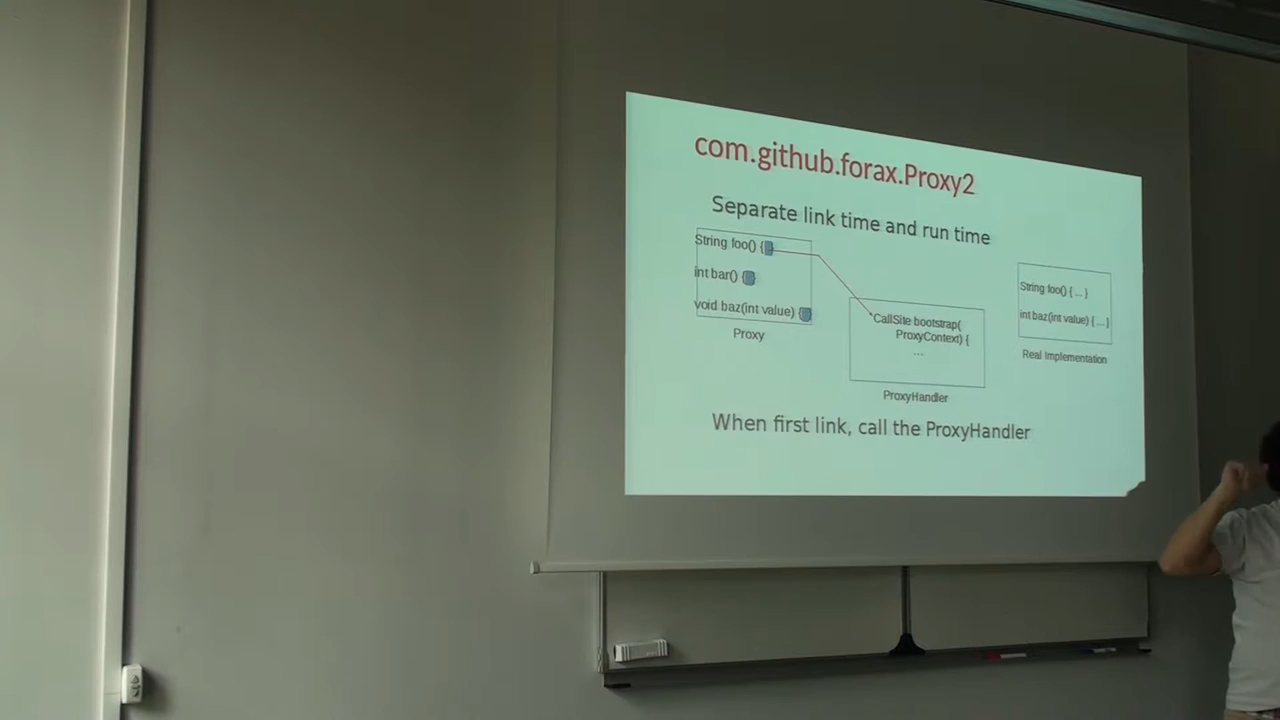 com.github.forax.Proxy2
Separate link time and run time
String foo() {
int bar() {
void baz(int value) {
Proxy
CallSite bootstrap(
ProxyContext) {
...
ProxyHandler
String foo() { ... }
int baz(int value) { ... }
Real Implementation
When first link, call the ProxyHandler